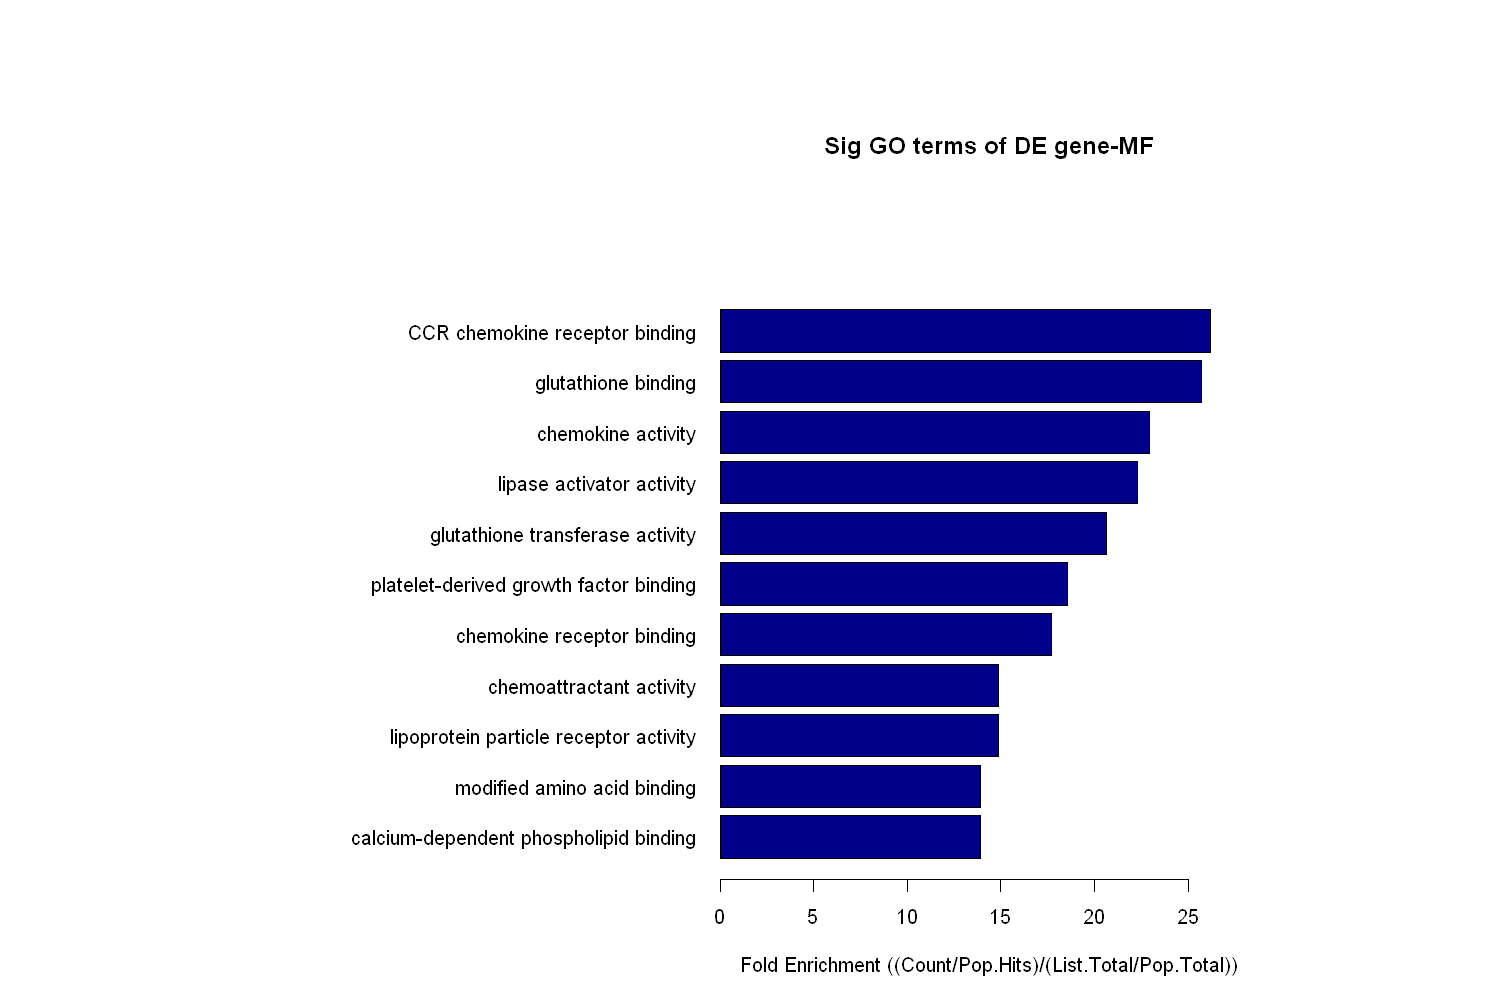 Sig GO terms of DE gene-MF
CCR chemokine receptor binding
glutathione binding
chemokine activity
lipase activator activity
glutathione transferase activity
platelet-derived growth factor binding
chemokine receptor binding
chemoattractant activity
lipoprotein particle receptor activity
modified amino acid binding
calcium-dependent phospholipid binding
0 5 10 15 20 25
Fold Enrichment ((Count/Pop.Hits)/(List.Total/Pop.Total))